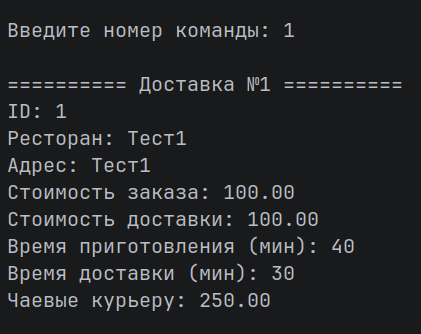 Введите номер команды: 1
========== Доставка №1 ==========
ID: 1
Ресторан: Тест1
Адрес: Тест1
Стоимость заказа: 100.00
Стоимость доставки: 100.00
Время приготовления (мин): 40
Время доставки (мин): 30
Чаевые курьеру: 250.00